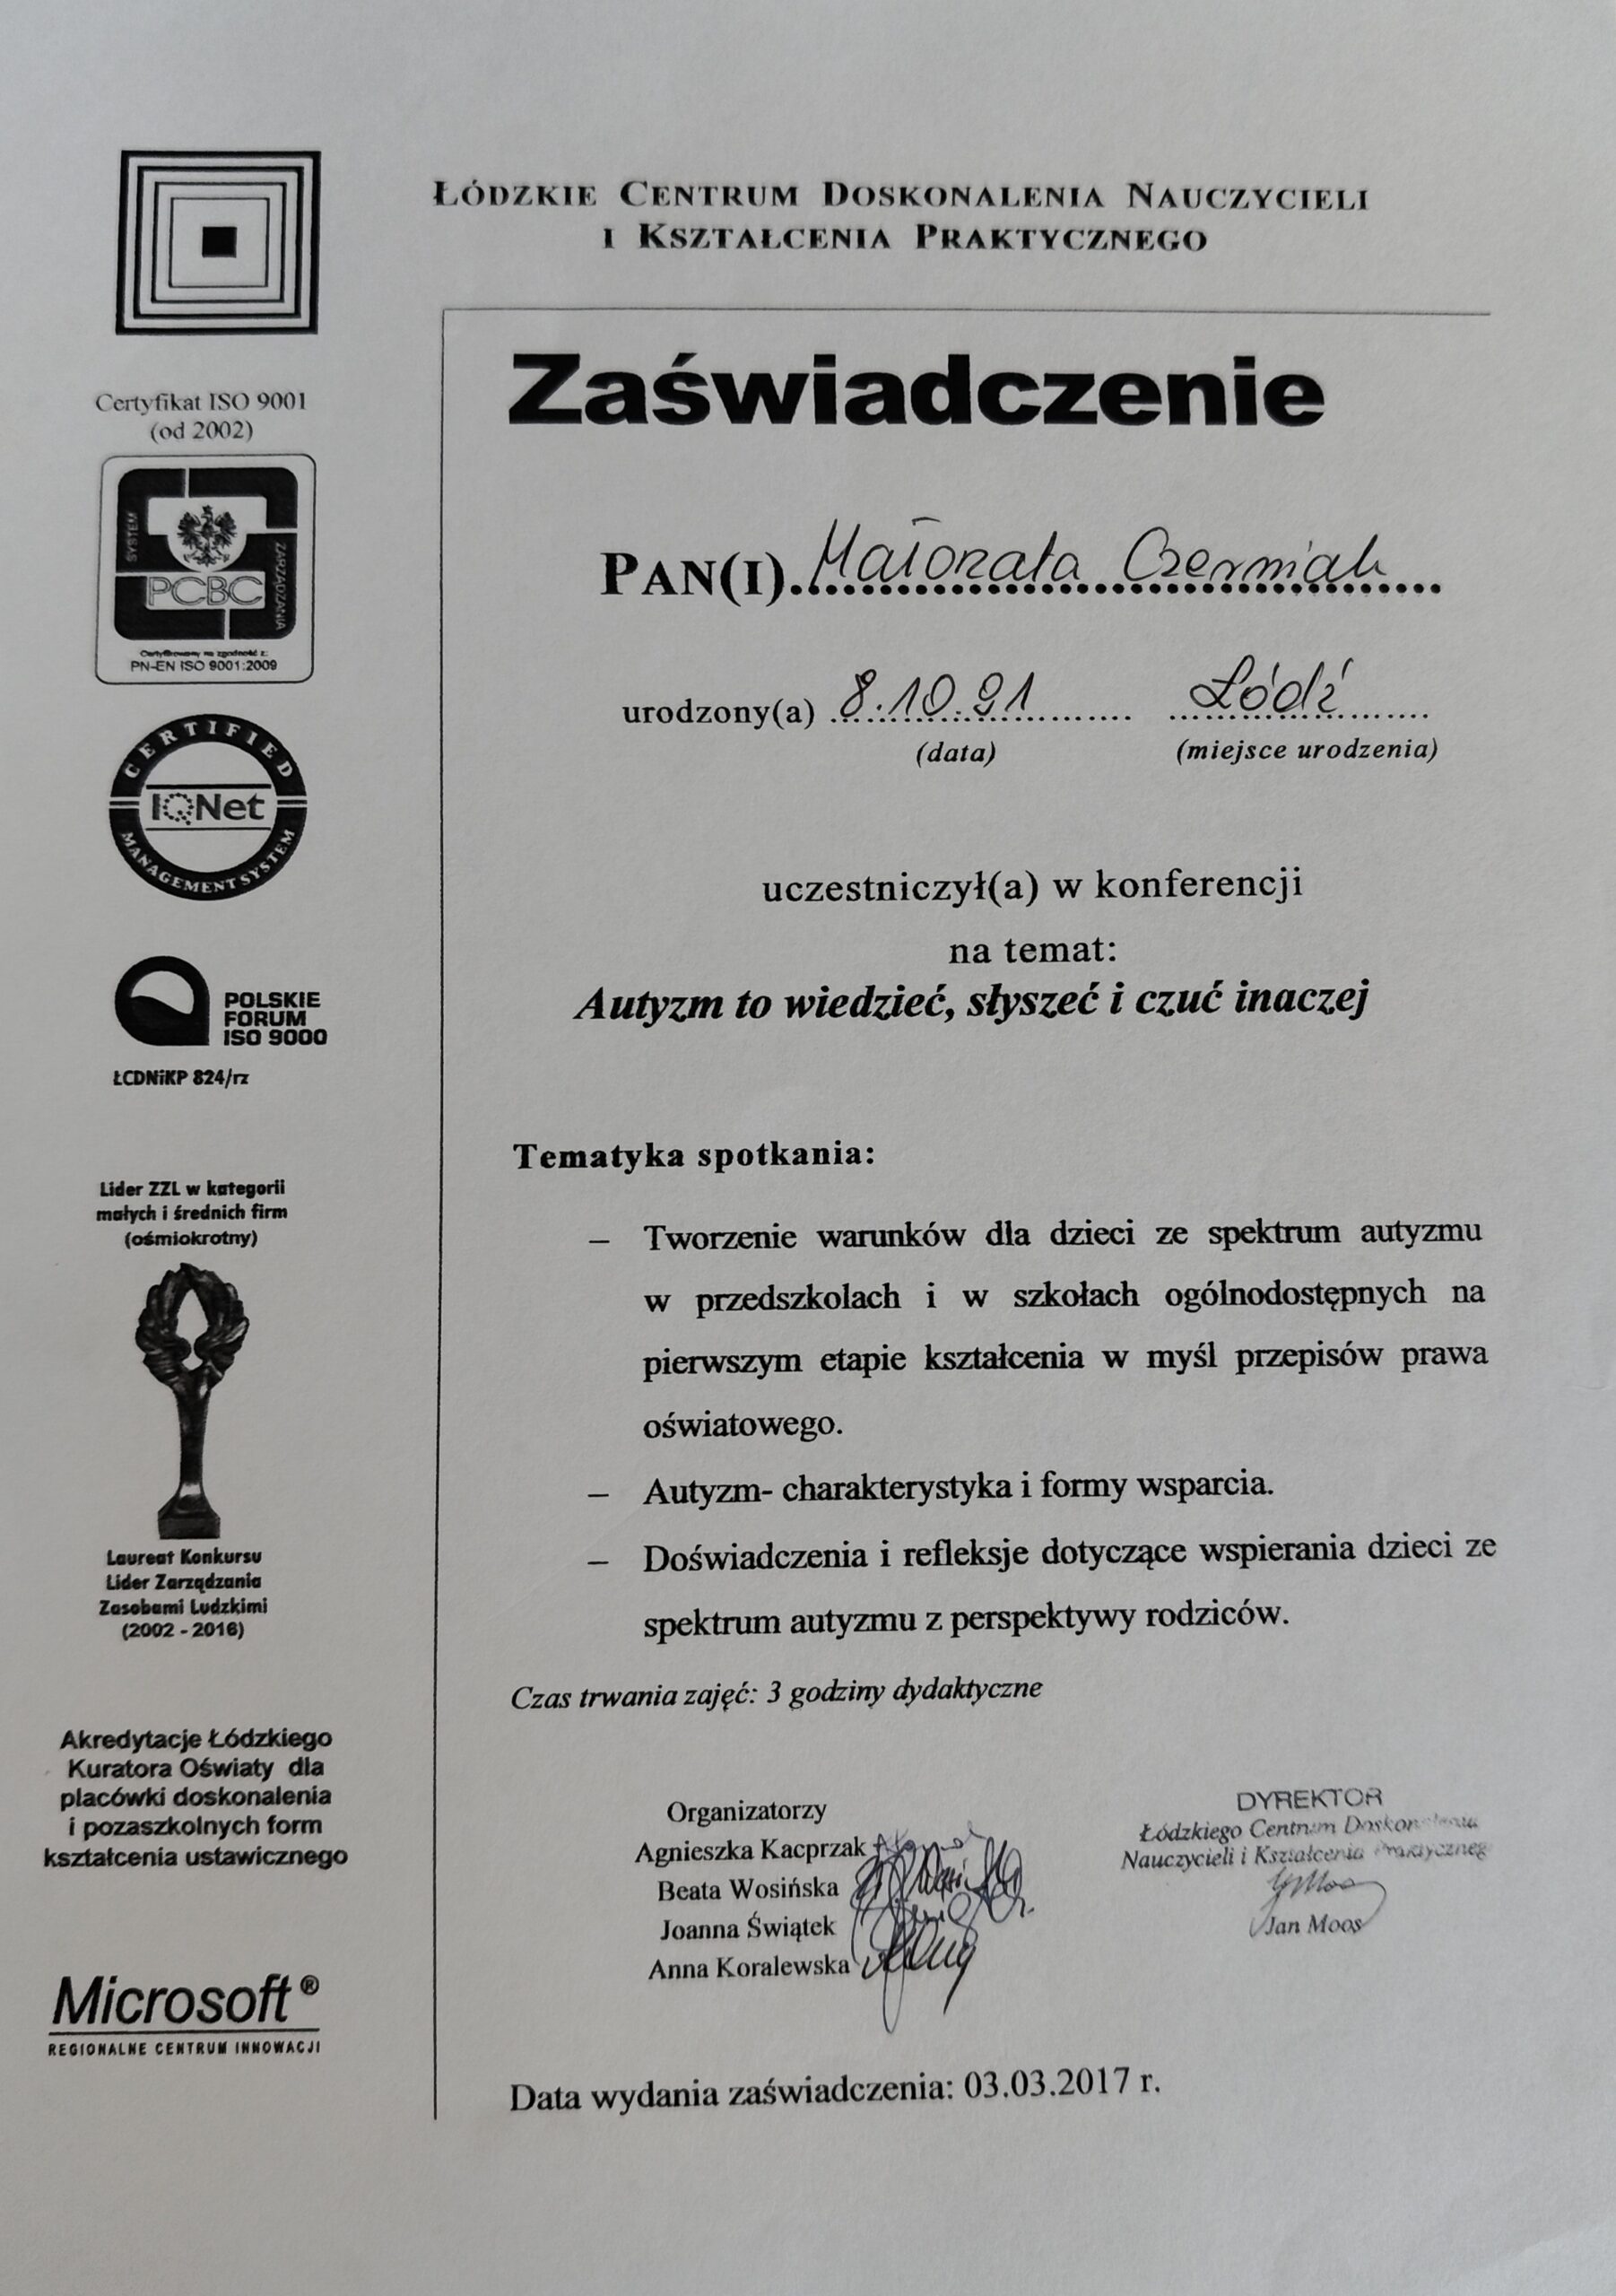 ŁÓDZKIE CENTRUM DOSKONALENIA NAUCZYCIELI
I KSZTAŁCENIA PRAKTYCZNEGO
Certyfikat ISO 9001
(od 2002)
SYSTEM
ZARZĄDZANIA
PCBC
Certyfikowany na zgodność z:
PN-EN ISO 9001:2009
CERTIFIED
IQNet
MANAGEMENT SYSTEM
POLSKIE
FORUM
ISO 9000
ŁCDNiKP 824/rz
Lider ZZL w kategorii
małych i średnich firm
(ośmiokrotny)
Laureat Konkursu
Lider Zarządzania
Zasobami Ludzkimi
(2002 - 2016)
Akredytacje Łódzkiego
Kuratora Oświaty dla
placówki doskonalenia
i pozaszkolnych form
kształcenia ustawicznego
Microsoft®
REGIONALNE CENTRUM INNOWACJI
Zaświadczenie
PAN(I) Małorzata Czerniak
urodzony(a) 8.10.91 Łódź
(data) (miejsce urodzenia)
uczestniczył(a) w konferencji
na temat:
Autyzm to wiedzieć, słyszeć i czuć inaczej
Tematyka spotkania:
– Tworzenie warunków dla dzieci ze spektrum autyzmu
w przedszkolach i w szkołach ogólnodostępnych na
pierwszym etapie kształcenia w myśl przepisów prawa
oświatowego.
– Autyzm- charakterystyka i formy wsparcia.
– Doświadczenia i refleksje dotyczące wspierania dzieci ze
spektrum autyzmu z perspektywy rodziców.
Czas trwania zajęć: 3 godziny dydaktyczne
Organizatorzy
Agnieszka Kacprzak
Beata Wosińska
Joanna Świątek
Anna Koralewska
DYREKTOR
Łódzkiego Centrum Doskonalenia
Nauczycieli i Kształcenia Praktyczneg
Jan Moos
Data wydania zaświadczenia: 03.03.2017 r.